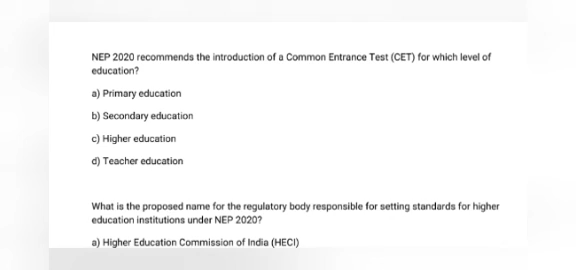 NEP 2020 recommends the introduction of a Common Entrance Test (CET) for which level of
education?
a) Primary education
b) Secondary education
c) Higher education
d) Teacher education
What is the proposed name for the regulatory body responsible for setting standards for higher
education institutions under NEP 2020?
a) Higher Education Commission of India (HECI)